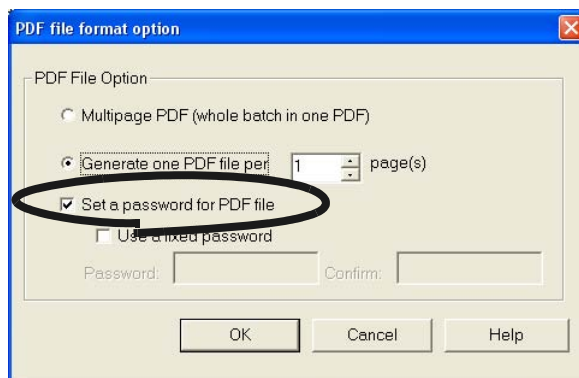 PDF file format option
PDF File Option
Multipage PDF (whole batch in one PDF)
Generate one PDF file per 1 page(s)
Set a password for PDF file
Use a fixed password
Password: Confirm:
OK Cancel Help